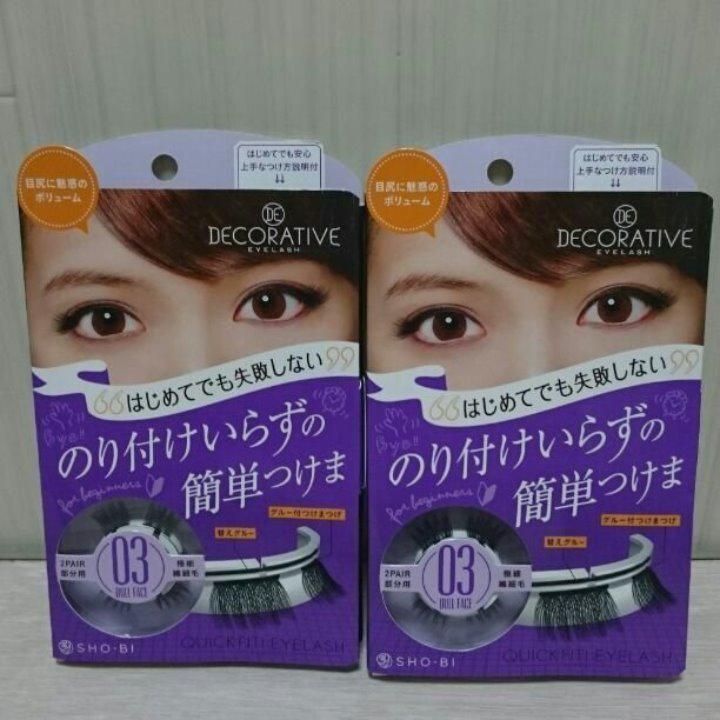 目尻に魅惑の
ボリューム
はじめてでも安心
上手なつけ方説明付
↓↓
DE
DECORATIVE
EYELASH
““はじめてでも失敗しない””
Bye!!
のり付けいらずの
簡単つけま
for beginners
グルー付つけまつげ
替えグルー
2PAIR
部分用
03
DOLL FACE
極細
繊細毛
SHO-BI
QUICK FIT! EYELASH
目尻に魅惑の
ボリューム
はじめてでも安心
上手なつけ方説明付
↓↓
DE
DECORATIVE
EYELASH
““はじめてでも失敗しない””
Bye!!
のり付けいらずの
簡単つけま
for beginners
グルー付つけまつげ
替えグルー
2PAIR
部分用
03
DOLL FACE
極細
繊細毛
SHO-BI
QUICK FIT! EYELASH